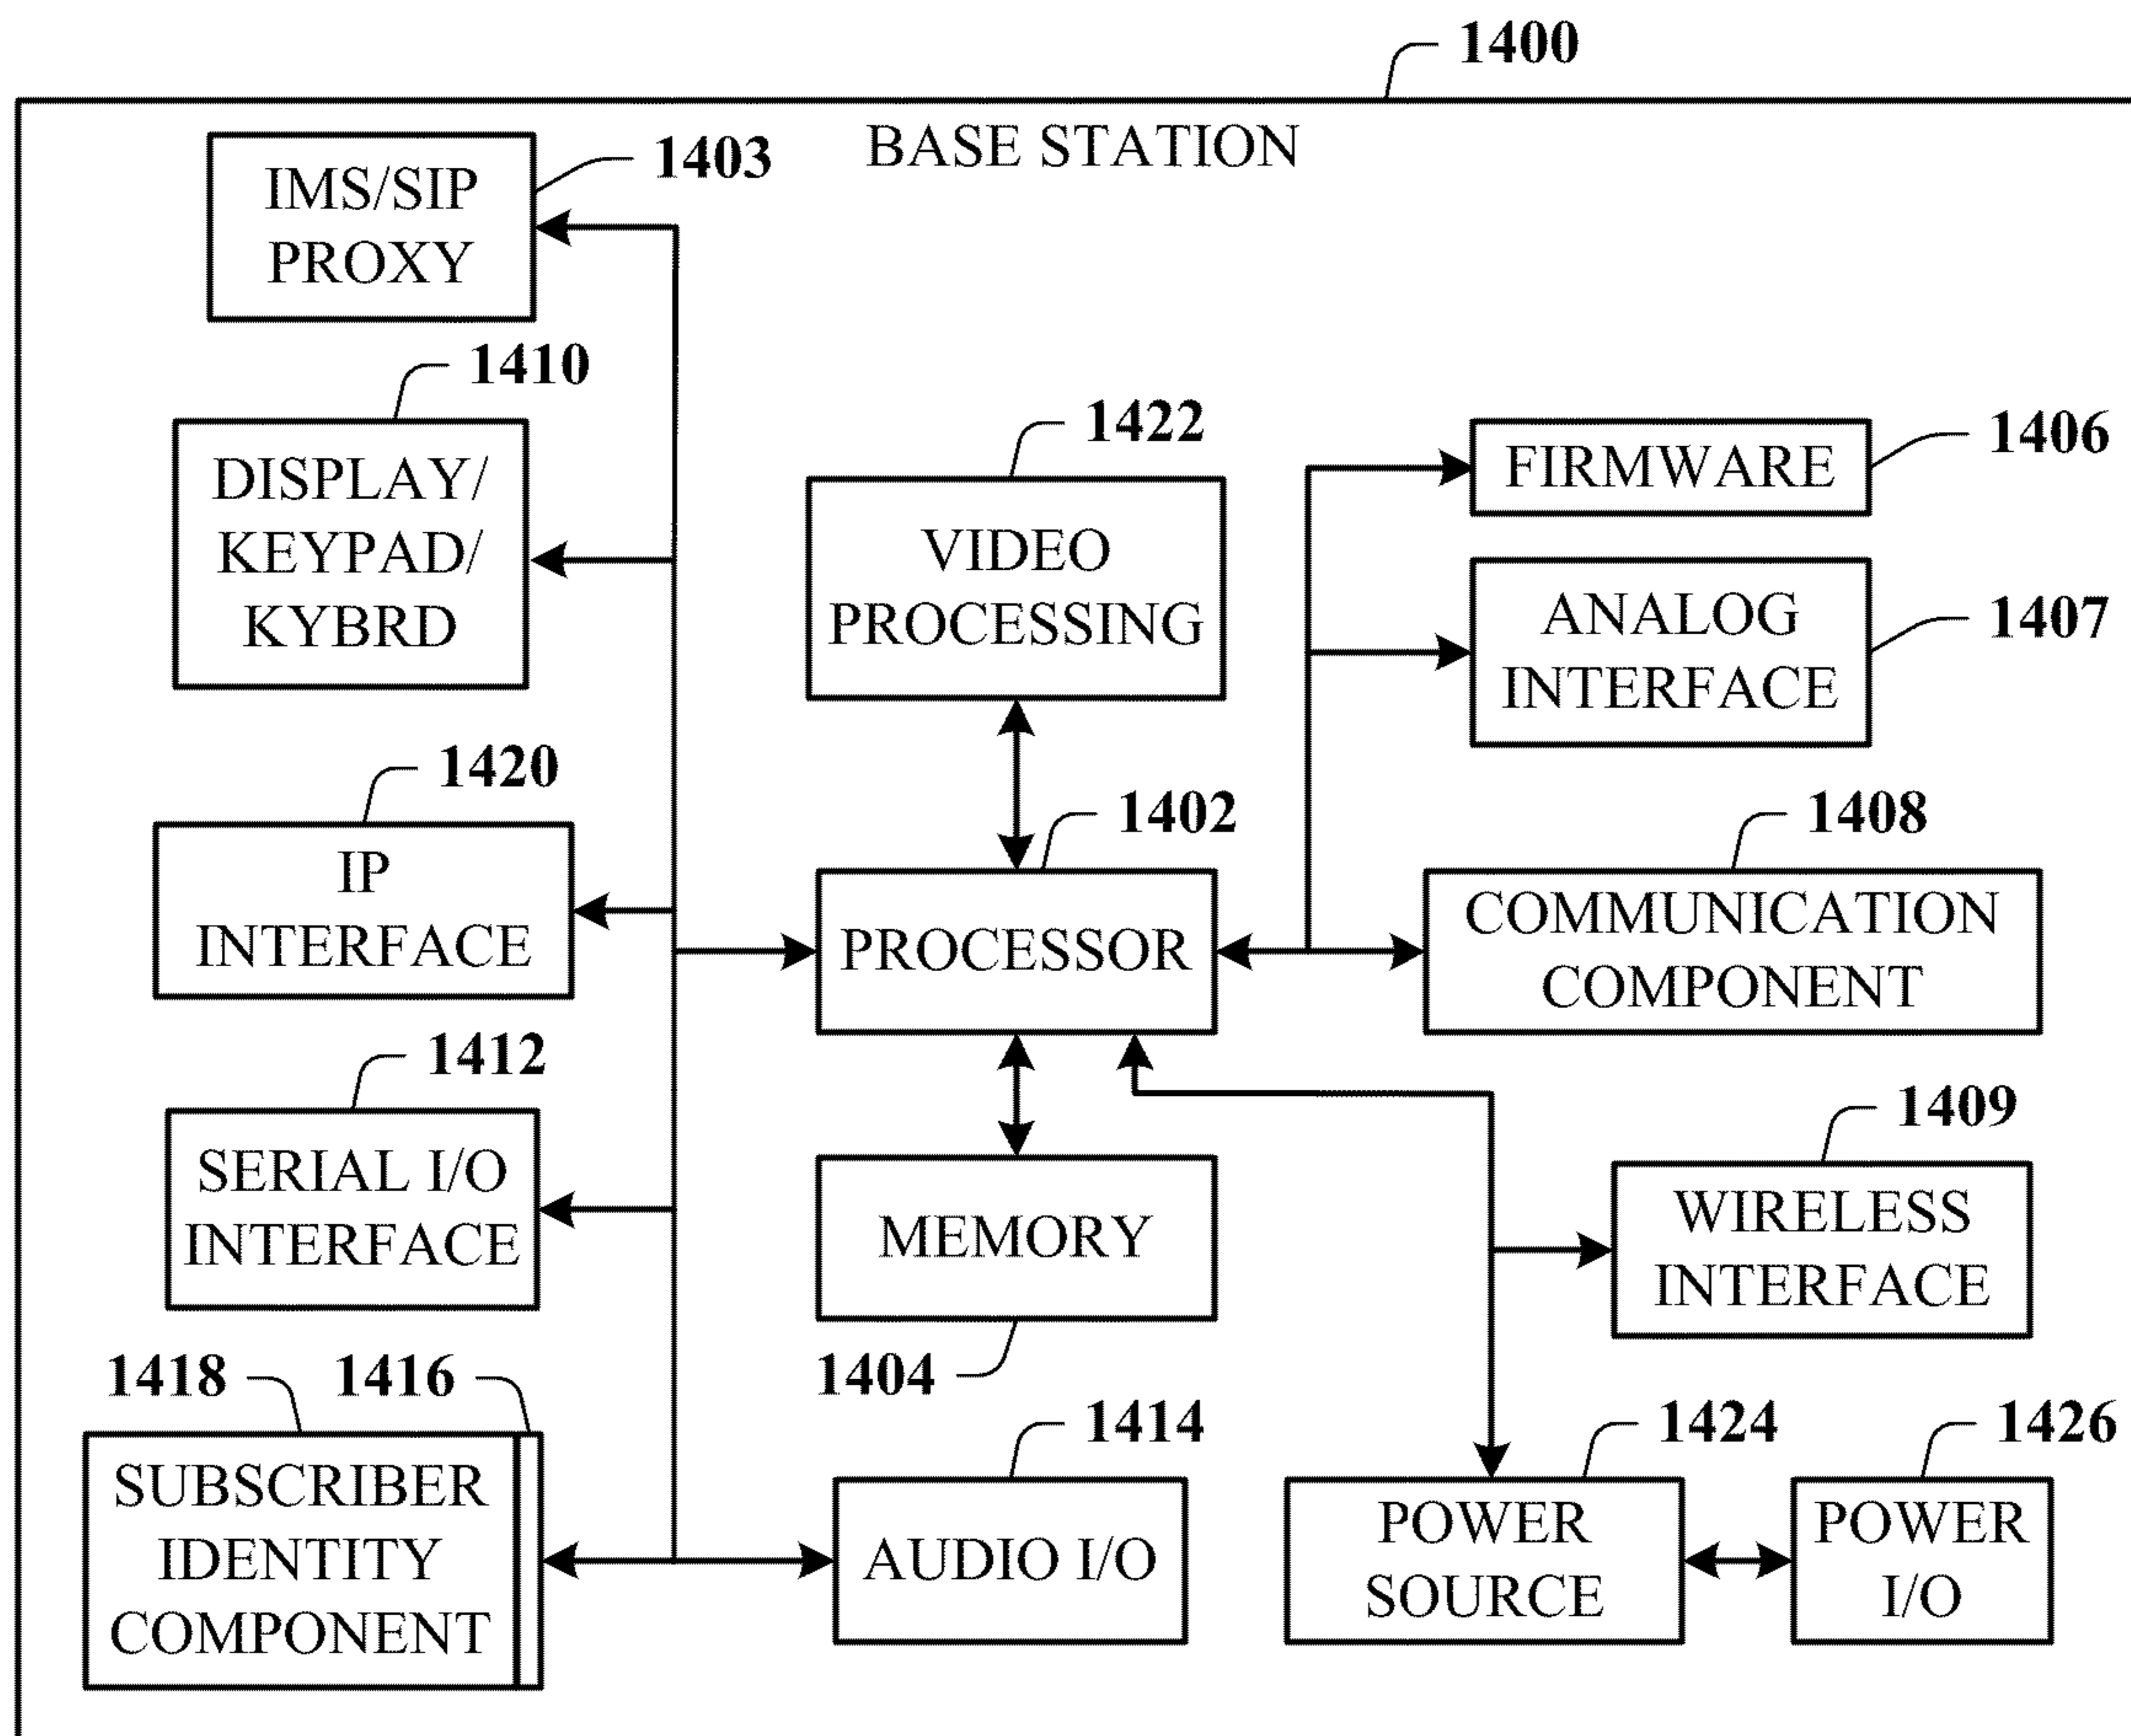 1400
BASE STATION
IMS/SIP
PROXY
1403
1410
DISPLAY/
KEYPAD/
KYBRD
1422
VIDEO
PROCESSING
FIRMWARE
1406
ANALOG
INTERFACE
1407
1420
IP
INTERFACE
1402
PROCESSOR
1408
COMMUNICATION
COMPONENT
1412
SERIAL I/O
INTERFACE
MEMORY
1404
1409
WIRELESS
INTERFACE
1418
1416
SUBSCRIBER
IDENTITY
COMPONENT
1414
AUDIO I/O
1424
POWER
SOURCE
1426
POWER
I/O